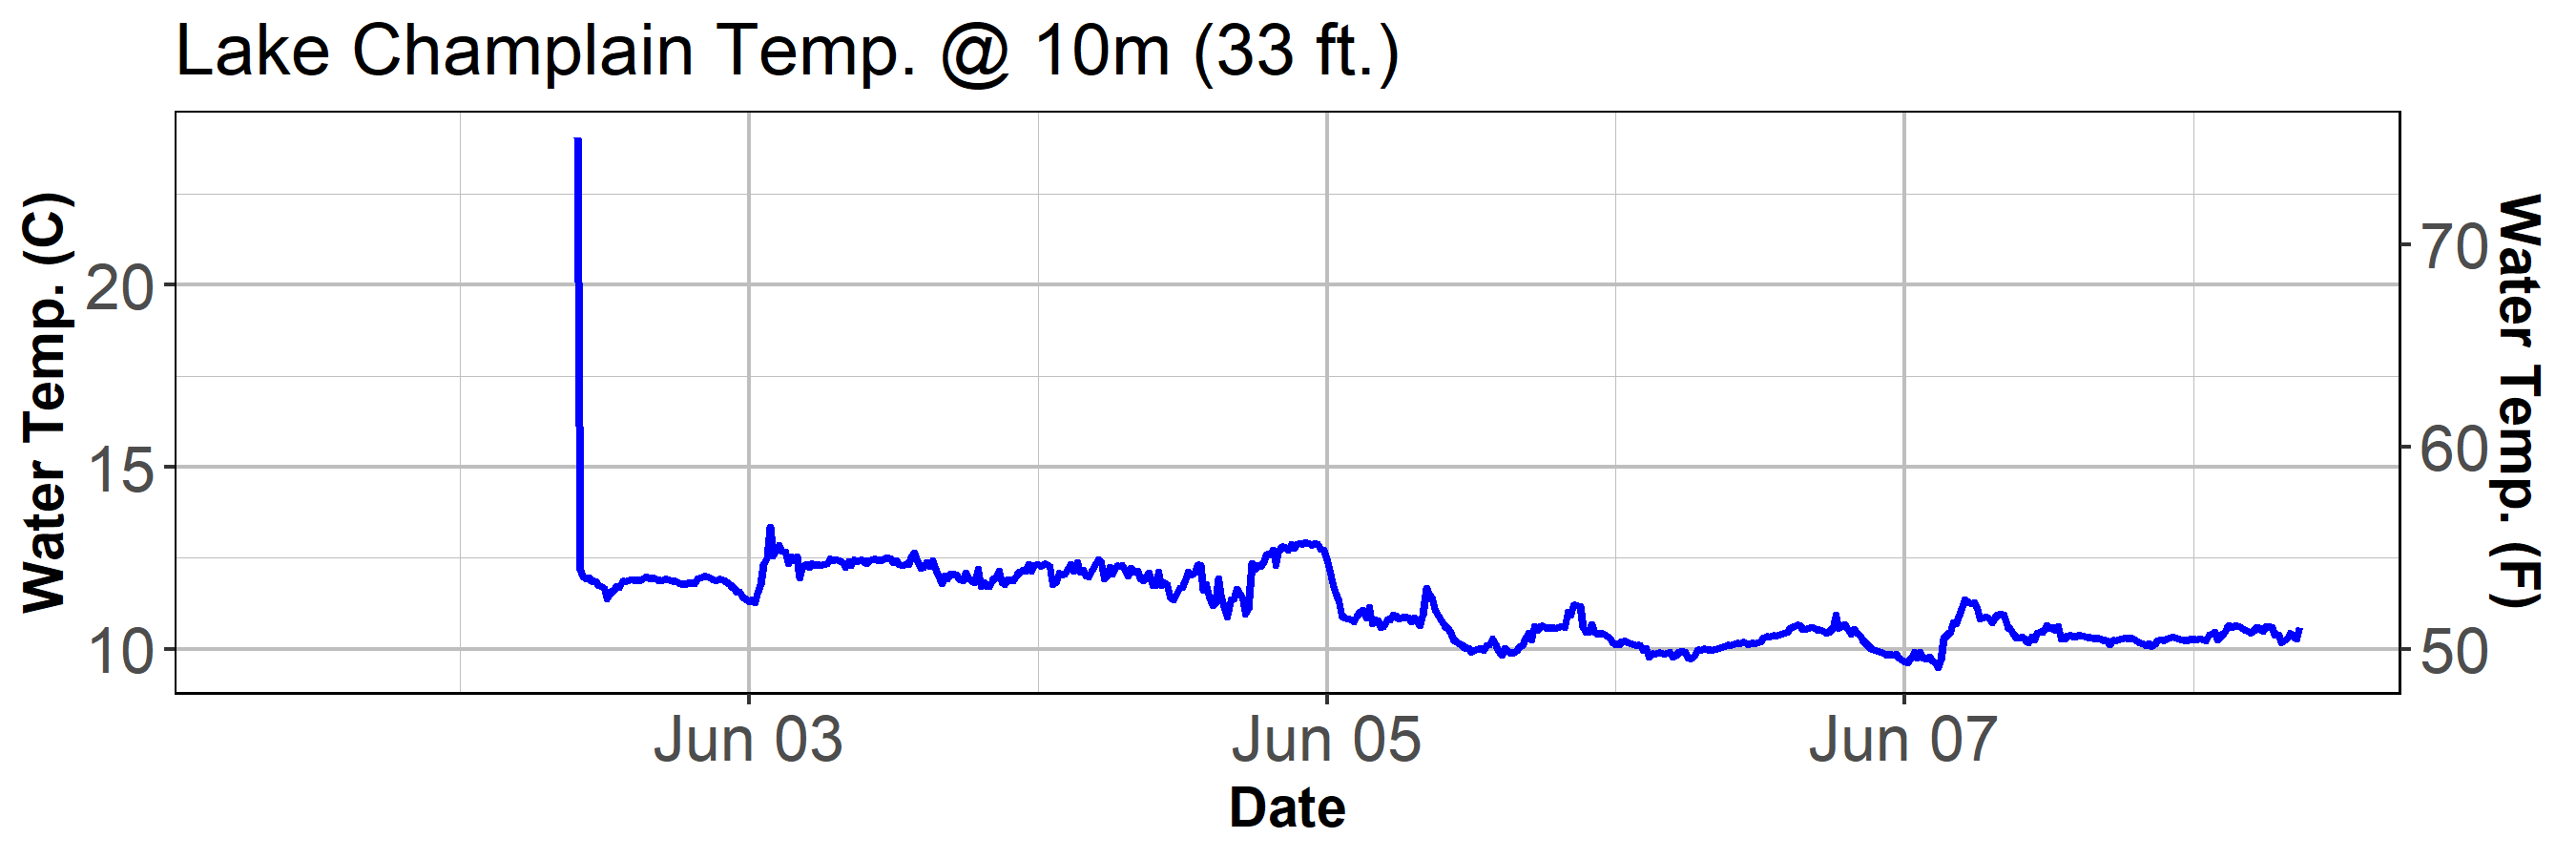 Lake Champlain Temp. @ 10m (33 ft.)
Water Temp. (C)
20
15
10
70
60
50
Water Temp. (F)
Jun 03
Jun 05
Jun 07
Date